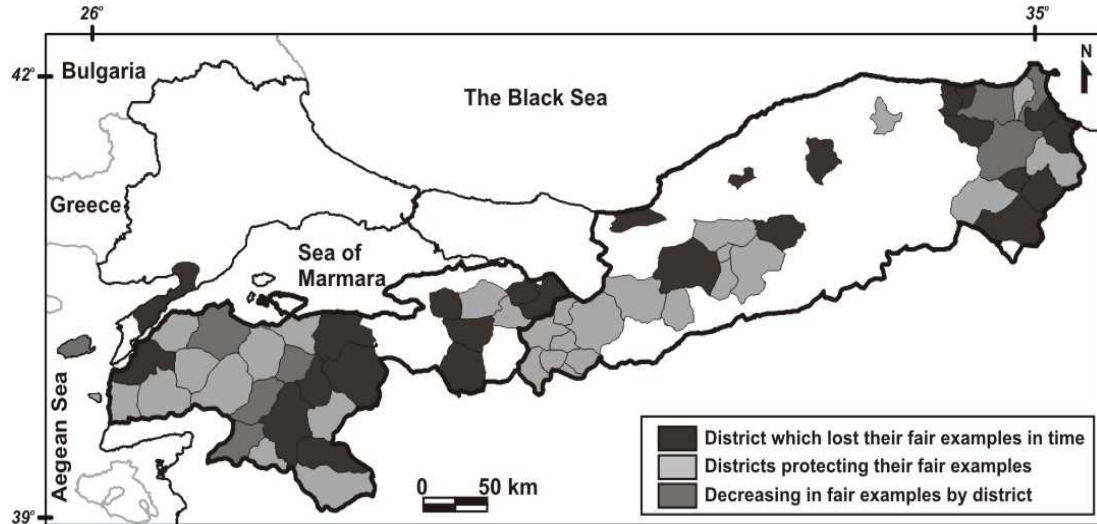 26°
35°
42°
Bulgaria
N
The Black Sea
Greece
Sea of
Marmara
Aegean Sea
District which lost their fair examples in time
Districts protecting their fair examples
Decreasing in fair examples by district
0 50 km
39°